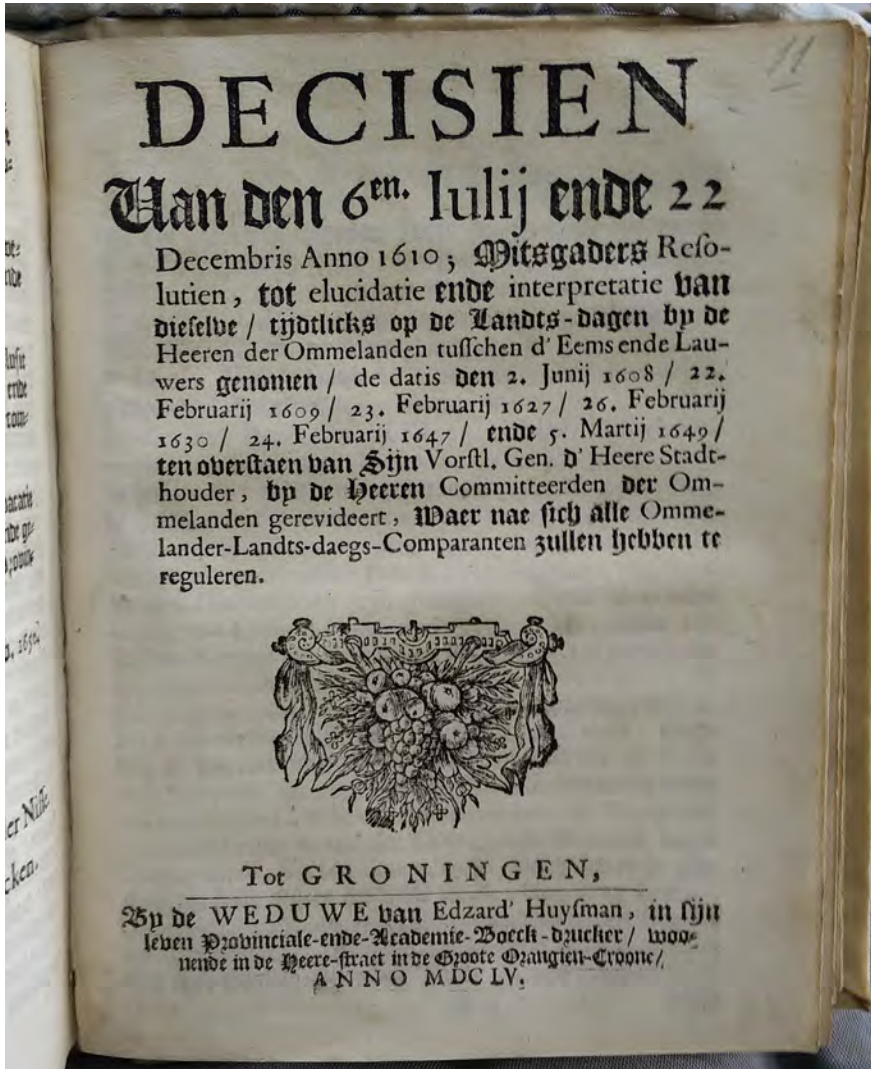 11
DECISIEN
Van den 6en. Iulij ende 22
Decembris Anno 1610; Mitsgaders Reso-
lutien, tot elucidatie ende interpretatie van
dieselve / tijdtlicks op de Landts-dagen by de
Heeren der Ommelanden tusschen d'Eems ende Lau-
wers genomen / de datis den 2. Junij 1608 / 22.
Februarij 1609 / 23. Februarij 1627 / 26. Februarij
1630 / 24. Februarij 1647 / ende 5. Martij 1649 /
ten overstaen van Sijn Vorstl. Gen. d'Heere Stadt-
houder, by de Heeren Committeerden der Om-
melanden gerevideert, Waer nae sich alle Omme-
lander-Landts-daegs-Comparanten zullen hebben te
reguleren.
Tot GRONINGEN,
By de WEDUWE van Edzard' Huysman, in sijn
leven Provinciale-ende-Academie-Boeck-drucker / woo-
nende in de Heere-straet in de Groote Orangien-Croone /
ANNO MDCLV.
er Nisse
cken.